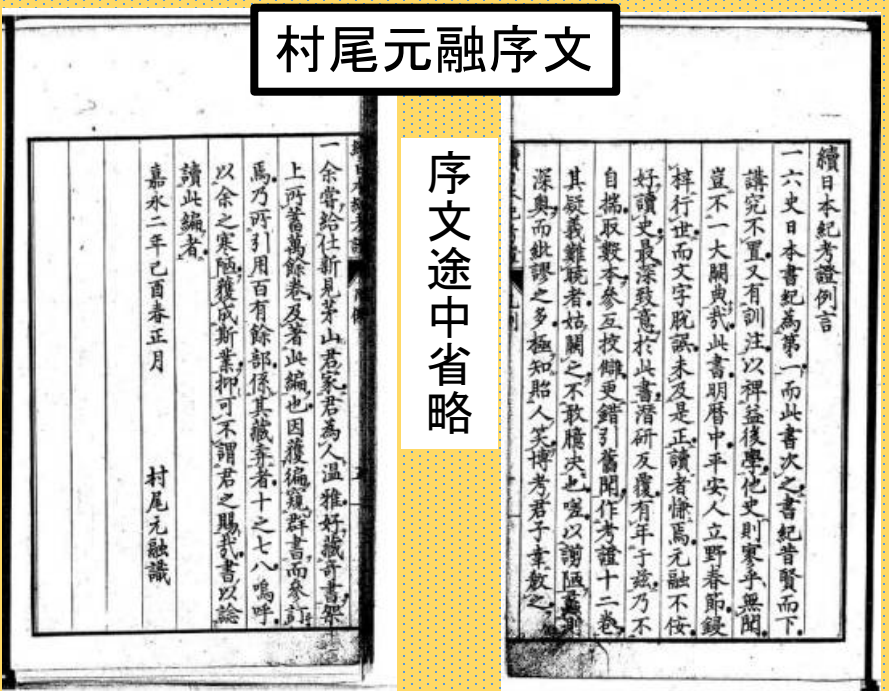 村尾元融序文
續日本紀考證例言
一六史日本書紀為第一而此書次之書紀昔賢而下
講究不置又有訓注以裨益後學他史則寥乎無聞
豈不一大闕典哉此書明暦中平安人立野春節鋟
梓行世而文字脱誤未及是正讀者慊焉元融不佞
好讀史最深致意於此書潜研反覆有年于茲乃不
自揣取數本參互挍讎更錯引舊聞作考證十二卷
其疑義難曉者姑闕之不敢臆決也嗟以謭陋
深奥而紕謬之多極知貽人笑博考君子幸教之
序文途中省略
一余嘗給仕新見茅山君家君為人温雅好藏奇書架
上所蓄萬餘卷及著此編也因獲徧窺群書而參訂
焉乃所引用百有餘部係其藏弆者十之七八嗚呼
以余之寒陋獲成斯業抑可不謂君之賜哉書以諗
讀此編者
嘉永二年己酉春正月
村尾元融識